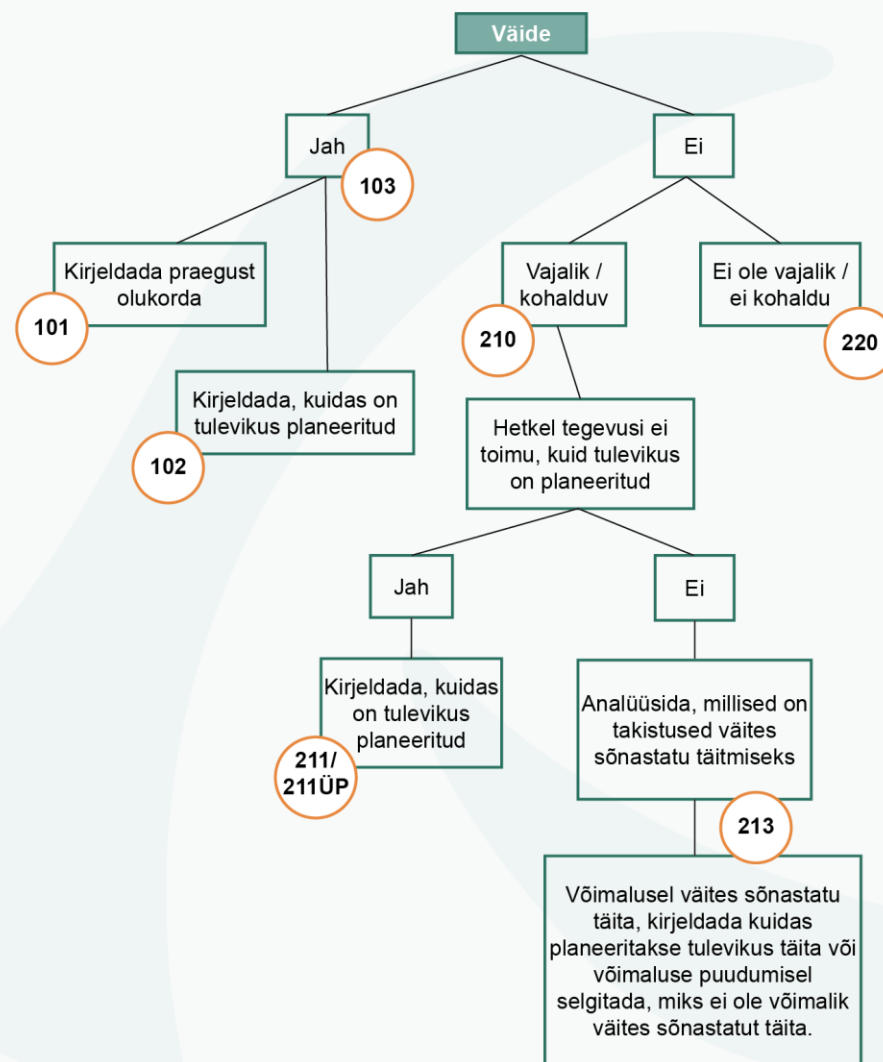 Väide
Jah
103
Ei
Kirjeldada praegust
olukorda
101
Vajalik /
kohalduv
210
Ei ole vajalik /
ei kohaldu
220
Kirjeldada, kuidas on
tulevikus planeeritud
102
Hetkel tegevusi ei
toimu, kuid tulevikus
on planeeritud
Jah
Ei
Kirjeldada, kuidas
on tulevikus
planeeritud
211/
211ÜP
Analüüsida, millised on
takistused väites
sõnastatu täitmiseks
213
Võimalusel väites sõnastatu
täita, kirjeldada kuidas
planeeritakse tulevikus täita või
võimaluse puudumisel
selgitada, miks ei ole võimalik
väites sõnastatut täita.